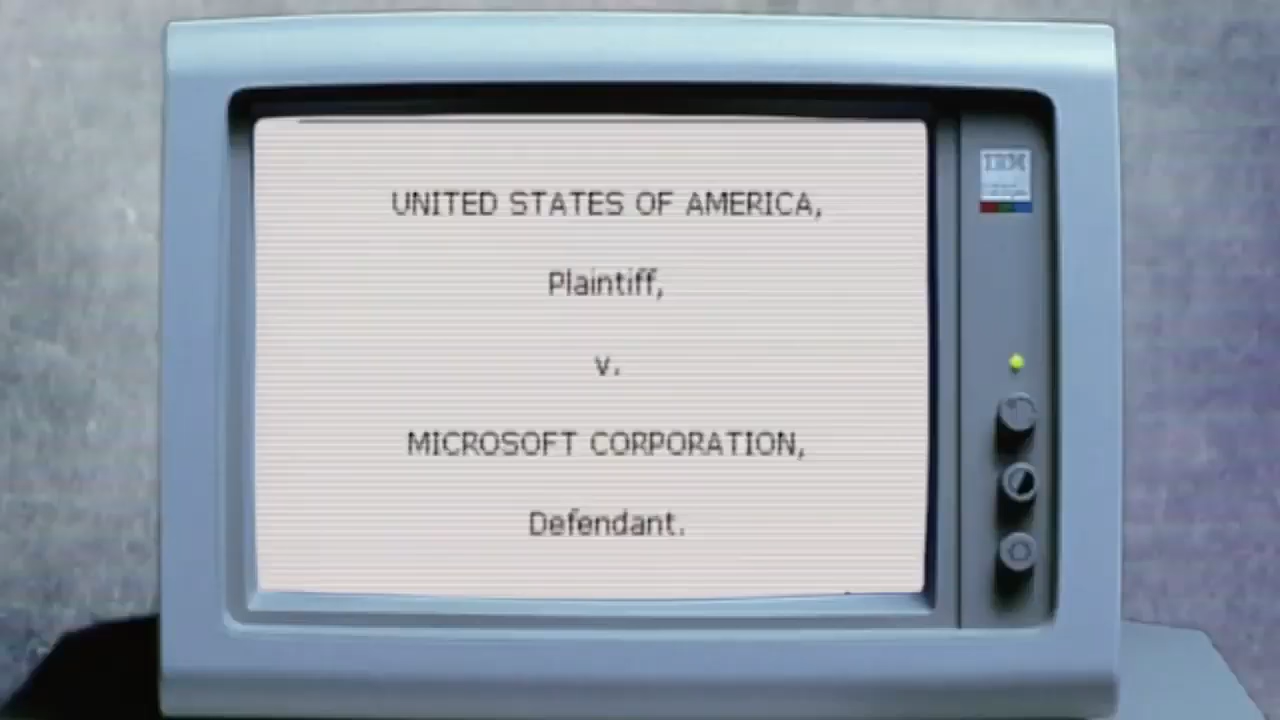 UNITED STATES OF AMERICA,
IBM
Plaintiff,
v.
MICROSOFT CORPORATION,
Defendant.